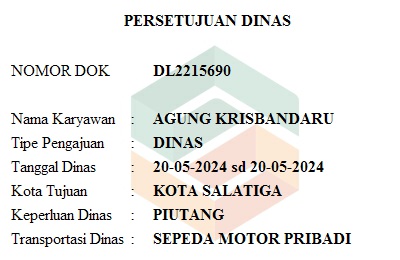 PERSETUJUAN DINAS
NOMOR DOK DL2215690
Nama Karyawan : AGUNG KRISBANDARU
Tipe Pengajuan : DINAS
Tanggal Dinas : 20-05-2024 sd 20-05-2024
Kota Tujuan : KOTA SALATIGA
Keperluan Dinas : PIUTANG
Transportasi Dinas : SEPEDA MOTOR PRIBADI